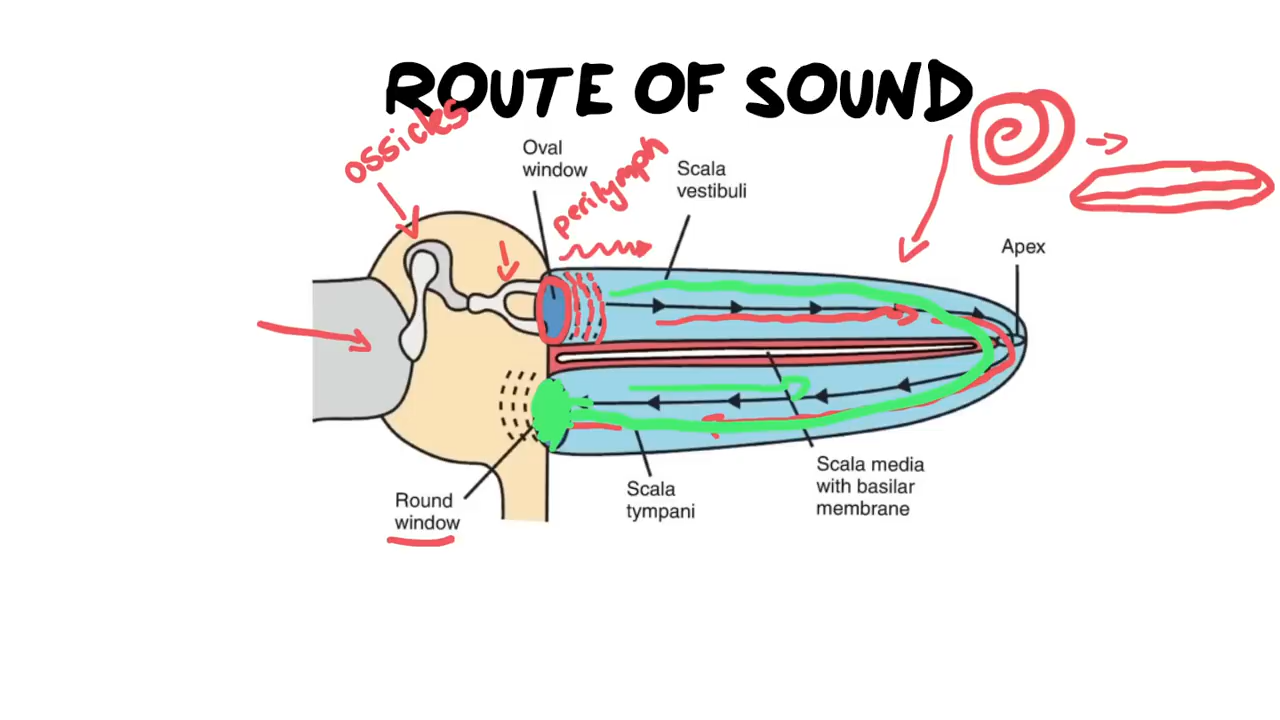 ROUTE OF SOUND
ossicles
Oval
window
perilymph
Scala
vestibuli
Apex
Round
window
Scala
tympani
Scala media
with basilar
membrane